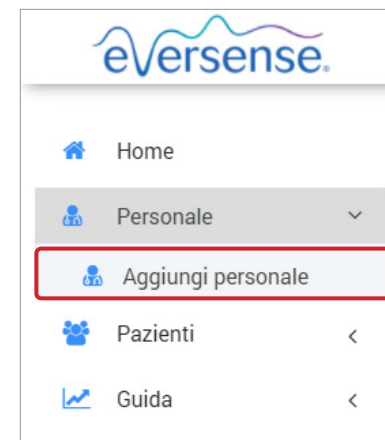 eversense.
Home
Personale
Aggiungi personale
Pazienti
Guida